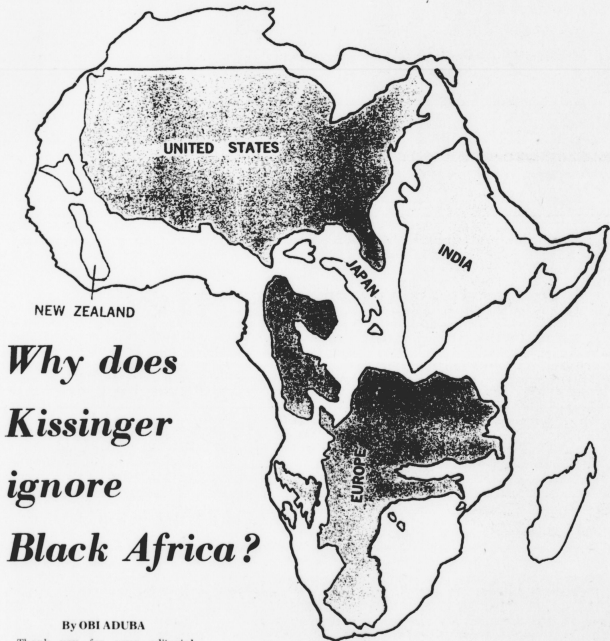 UNITED STATES
INDIA
JAPAN
NEW ZEALAND
EUROPE
Why does
Kissinger
ignore
Black Africa?
By OBI ADUBA